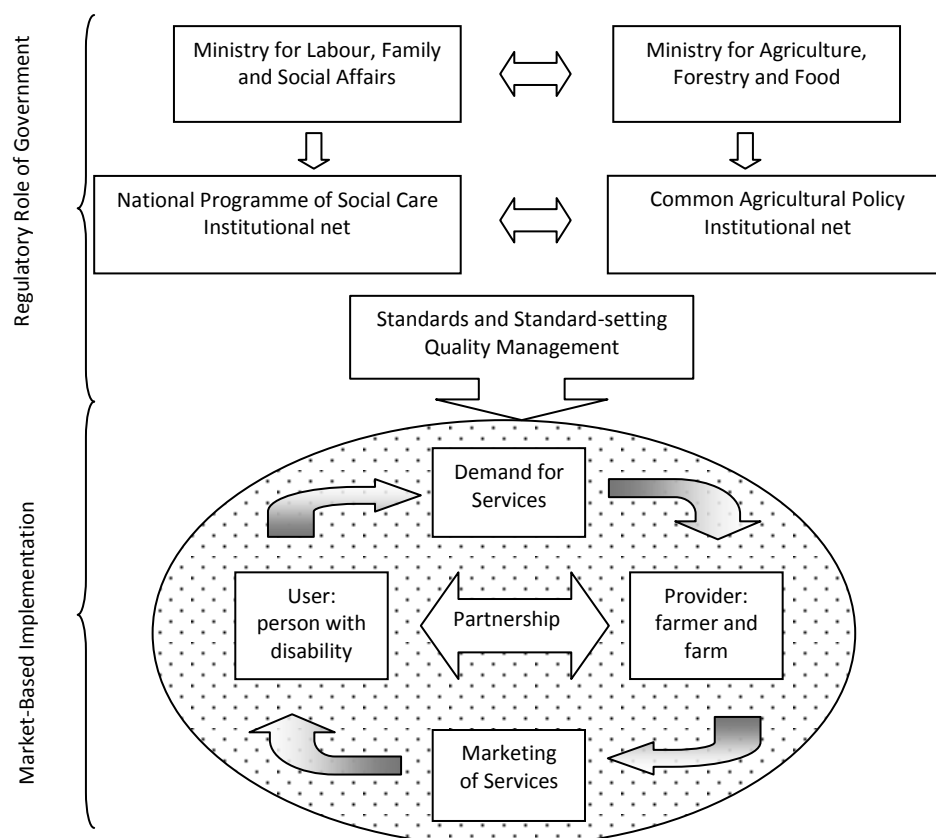 Regulatory Role of Government
Ministry for Labour, Family
and Social Affairs
Ministry for Agriculture,
Forestry and Food
National Programme of Social Care
Institutional net
Common Agricultural Policy
Institutional net
Standards and Standard-setting
Quality Management
Market-Based Implementation
Demand for
Services
User:
person with
disability
Partnership
Provider:
farmer and
farm
Marketing
of Services